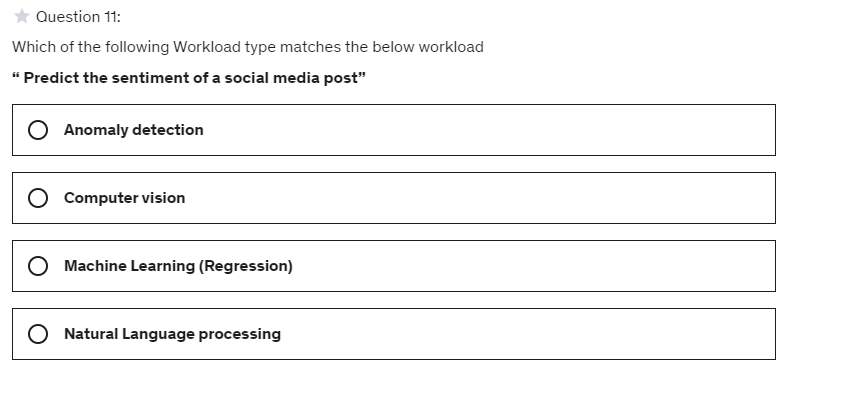 Question 11:
Which of the following Workload type matches the below workload
“ Predict the sentiment of a social media post”
Anomaly detection
Computer vision
Machine Learning (Regression)
Natural Language processing